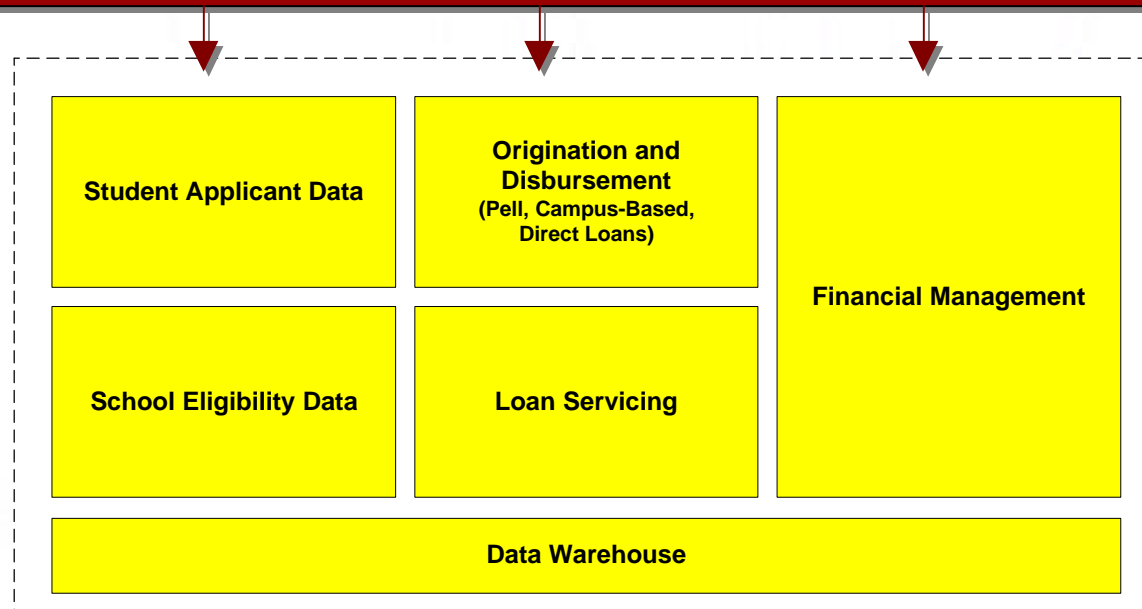 Student Applicant Data
Origination and
Disbursement
(Pell, Campus-Based,
Direct Loans)
Financial Management
School Eligibility Data
Loan Servicing
Data Warehouse